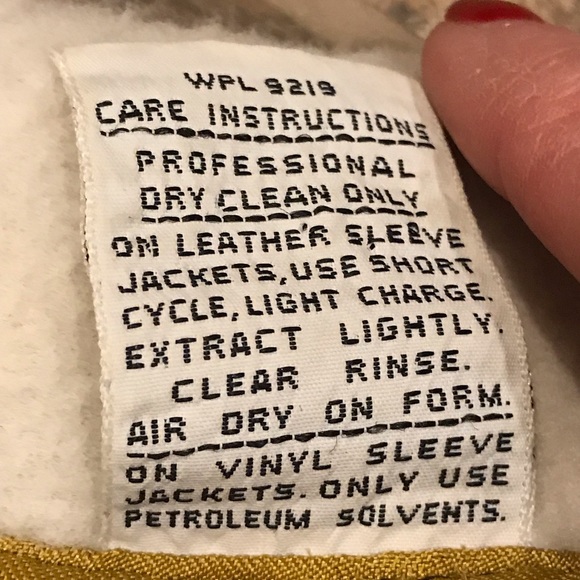 WPL 9219
CARE INSTRUCTIONS
PROFESSIONAL
DRY CLEAN ONLY
ON LEATHER SLEEVE
JACKETS, USE SHORT
CYCLE, LIGHT CHARGE.
EXTRACT LIGHTLY.
CLEAR RINSE.
AIR DRY ON FORM.
ON VINYL SLEEVE
JACKETS. ONLY USE
PETROLEUM SOLVENTS.